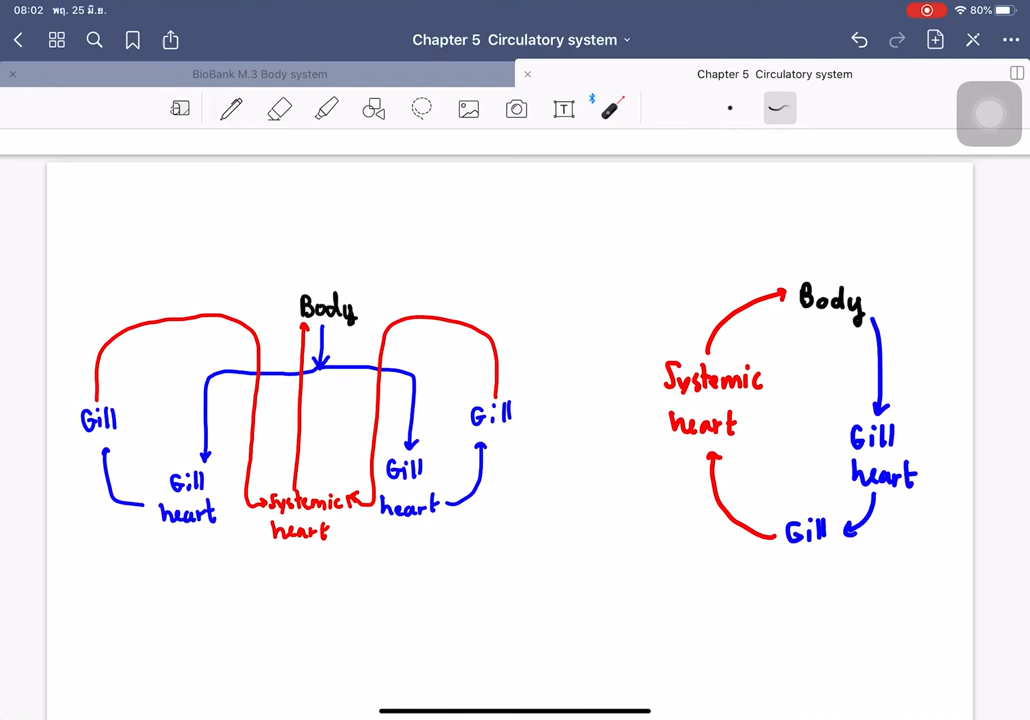 08:02 พฤ. 25 มิ.ย.
80%
Chapter 5 Circulatory system
BioBank M.3 Body system
Chapter 5 Circulatory system
Body
Gill
Gill
heart
Systemic
heart
Gill
heart
Gill
Body
Systemic
heart
Gill
heart
Gill